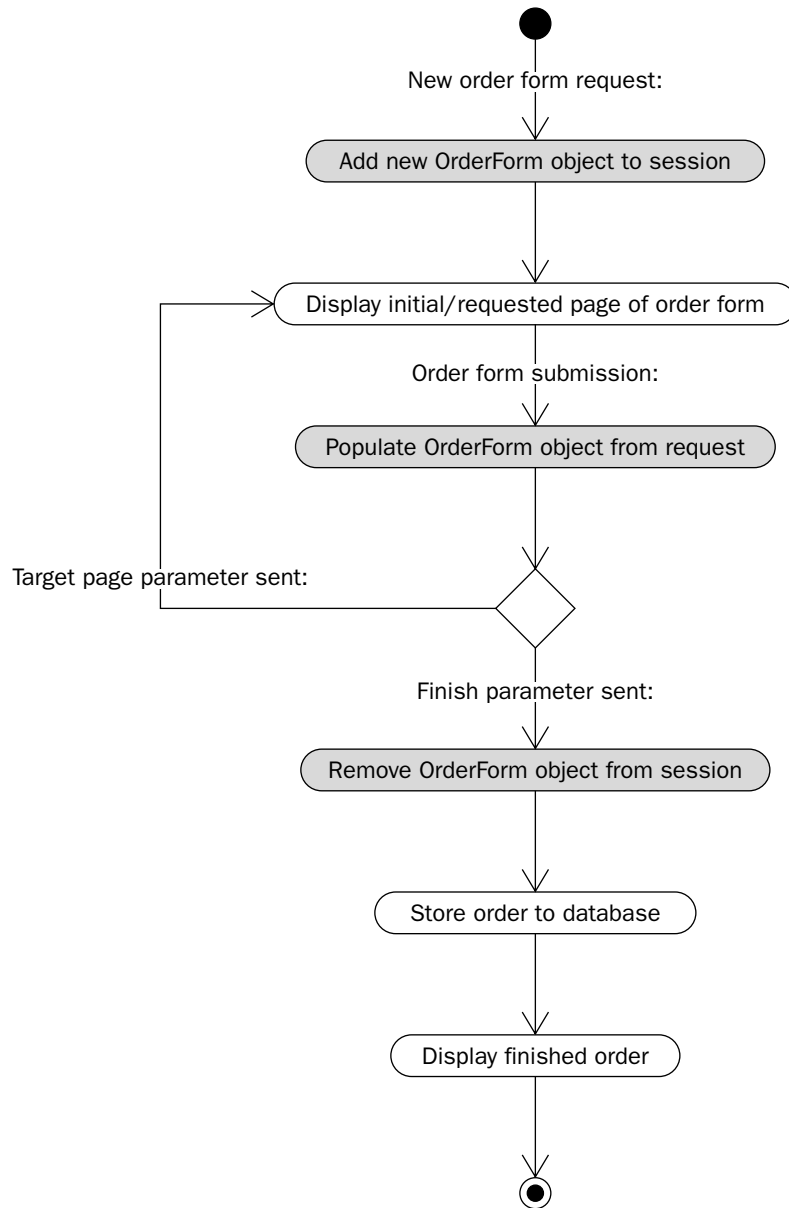 New order form request:
Add new OrderForm object to session
Display initial/requested page of order form
Order form submission:
Populate OrderForm object from request
Target page parameter sent:
Finish parameter sent:
Remove OrderForm object from session
Store order to database
Display finished order